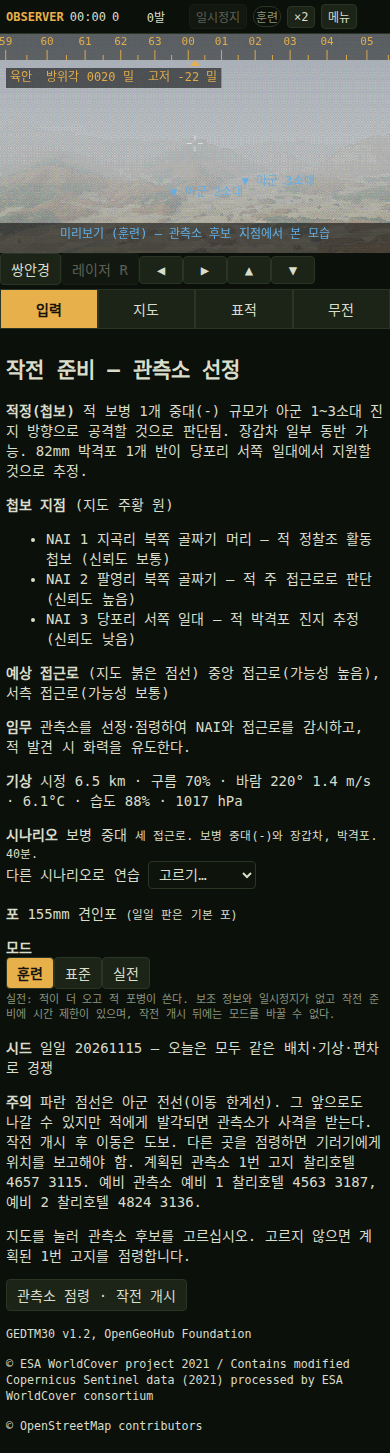 OBSERVER 00:00 0 0발 일시정지 훈련 ×2 메뉴
59 60 61 62 63 00 01 02 03 04 05
육안 방위각 0020 밀 고저 -22 밀
미리보기 (훈련) — 관측소 후보 지점에서 본 모습
쌍안경 레이저 R ◀ ▶ ▲ ▼
입력 지도 표적 무전
작전 준비 — 관측소 선정
적정(첩보) 적 보병 1개 중대(-) 규모가 아군 1~3소대 진
지 방향으로 공격할 것으로 판단됨. 장갑차 일부 동반 가
능. 82mm 박격포 1개 반이 당포리 서쪽 일대에서 지원할
것으로 추정.
첩보 지점 (지도 주황 원)
• NAI 1 지곡리 북쪽 골짜기 머리 — 적 정찰조 활동
첩보 (신뢰도 보통)
• NAI 2 팔영리 북쪽 골짜기 — 적 주 접근로로 판단
(신뢰도 높음)
• NAI 3 당포리 서쪽 일대 — 적 박격포 진지 추정
(신뢰도 낮음)
예상 접근로 (지도 붉은 점선) 중앙 접근로(가능성 높음),
서측 접근로(가능성 보통)
임무 관측소를 선정·점령하여 NAI와 접근로를 감시하고,
적 발견 시 화력을 유도한다.
기상 시정 6.5 km · 구름 70% · 바람 220° 1.4 m/s
· 6.1°C · 습도 88% · 1017 hPa
시나리오 보병 중대 세 접근로. 보병 중대(-)와 장갑차, 박격포.
40분.
다른 시나리오로 연습 고르기…
포 155mm 견인포 (일일 판은 기본 포)
모드
훈련 표준 실전
실전: 적이 더 오고 적 포병이 쏜다. 보조 정보와 일시정지가 없고 작전 준
비에 시간 제한이 있으며, 작전 개시 뒤에는 모드를 바꿀 수 없다.
시드 일일 20261115 — 오늘은 모두 같은 배치·기상·편차
로 경쟁
주의 파란 점선은 아군 전선(이동 한계선). 그 앞으로도
나갈 수 있지만 적에게 발각되면 관측소가 사격을 받는다.
작전 개시 후 이동은 도보. 다른 곳을 점령하면 기러기에게
위치를 보고해야 함. 계획된 관측소 1번 고지 찰리호텔
4657 3115. 예비 관측소 예비 1 찰리호텔 4563 3187,
예비 2 찰리호텔 4824 3136.
지도를 눌러 관측소 후보를 고르십시오. 고르지 않으면 계
획된 1번 고지를 점령합니다.
관측소 점령 · 작전 개시
GEDTM30 v1.2, OpenGeoHub Foundation
© ESA WorldCover project 2021 / Contains modified
Copernicus Sentinel data (2021) processed by ESA
WorldCover consortium
© OpenStreetMap contributors